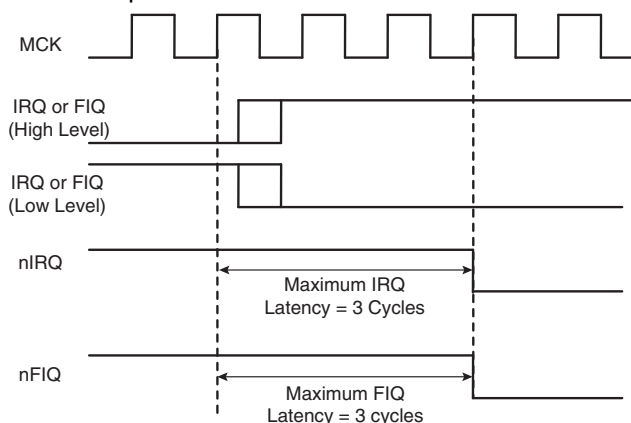 MCK
IRQ or FIQ
(High Level)
IRQ or FIQ
(Low Level)
nIRQ
Maximum IRQ
Latency = 3 Cycles
nFIQ
Maximum FIQ
Latency = 3 cycles